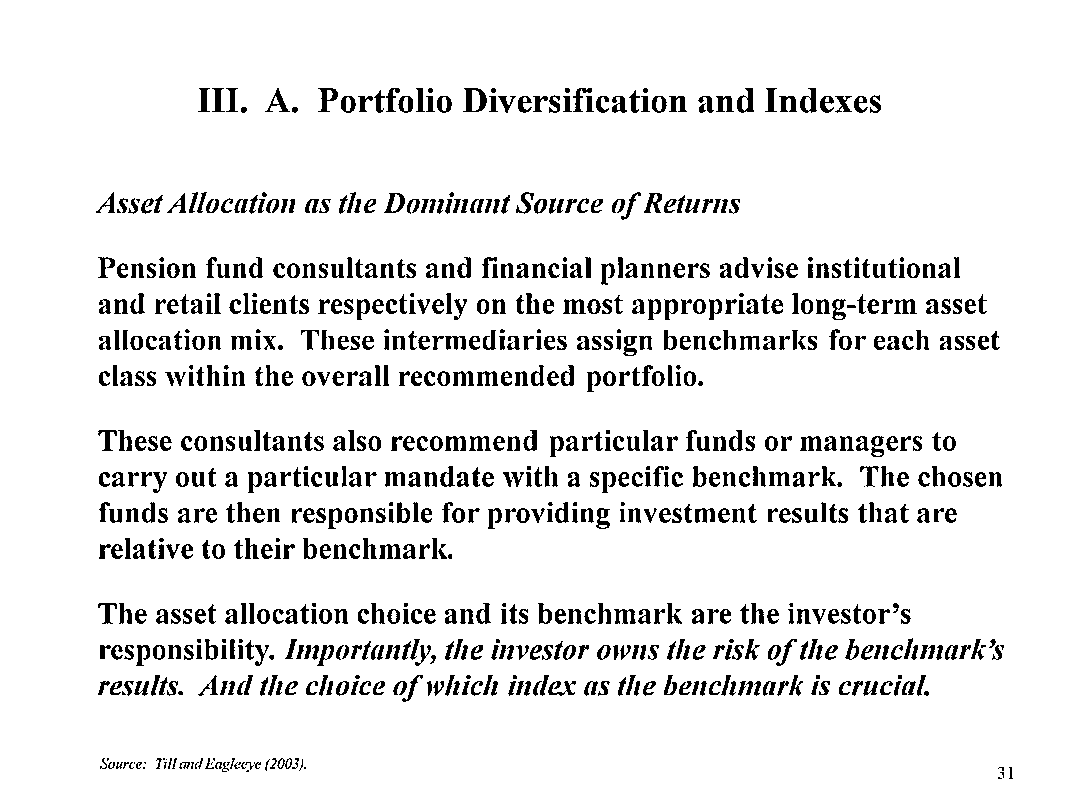 III. A. Portfolio Diversification and Indexes
Asset Allocation as the Dominant Source of Returns
Pension fund consultants and financial planners advise institutional
and retail clients respectively on the most appropriate long-term asset
allocation mix. These intermediaries assign benchmarks for each asset
class within the overall recommended portfolio.
These consultants also recommend particular funds or managers to
carry out a particular mandate with a specific benchmark. The chosen
funds are then responsible for providing investment results that are
relative to their benchmark.
The asset allocation choice and its benchmark are the investor’s
responsibility. Importantly, the investor owns the risk of the benchmark’s
results. And the choice of which index as the benchmark is crucial.
Source: Till and Eagleeye (2003).
31